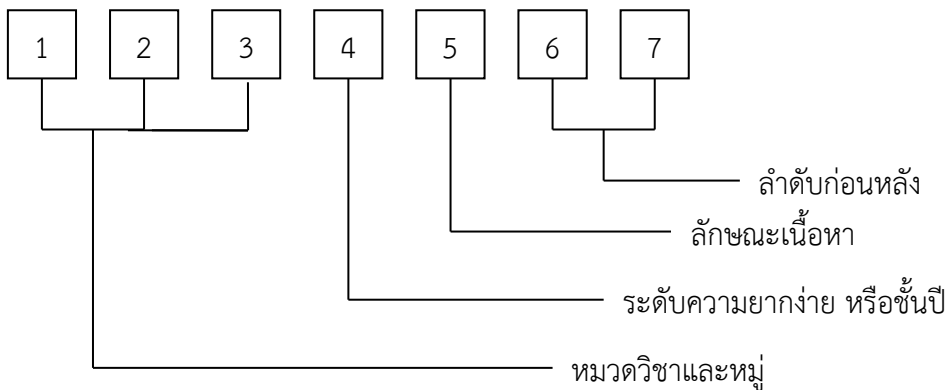 1 2 3 4 5 6 7
ลำดับก่อนหลัง
ลักษณะเนื้อหา
ระดับความยากง่าย หรือชั้นปี
หมวดวิชาและหมู่